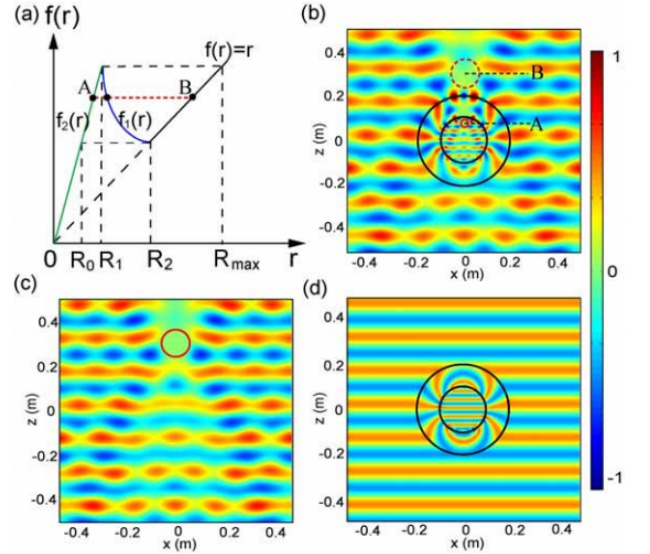 (a) f(r)
f(r)=r
A
B
f₂(r)
f₁(r)
0 R₀ R₁ R₂ Rmax r
(b)
0.4
0.2
0
-0.2
-0.4
z (m)
B
A
-0.4 -0.2 0 0.2 0.4
x (m)
1
0
-1
(c)
0.4
0.2
0
-0.2
-0.4
z (m)
-0.4 -0.2 0 0.2 0.4
x (m)
(d)
0.4
0.2
0
-0.2
-0.4
z (m)
-0.4 -0.2 0 0.2 0.4
x (m)